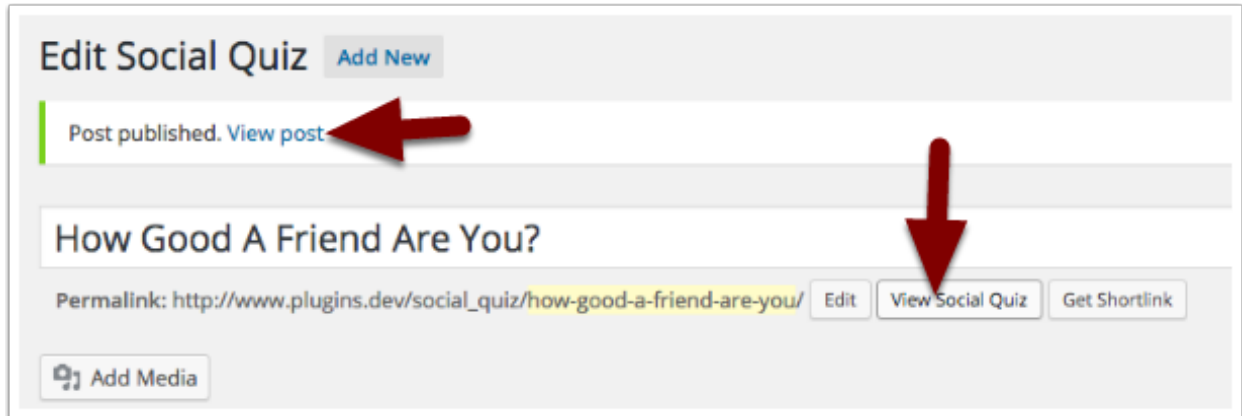 Edit Social Quiz Add New
Post published. View post
How Good A Friend Are You?
Permalink: http://www.plugins.dev/social_quiz/how-good-a-friend-are-you/ Edit View Social Quiz Get Shortlink
Add Media